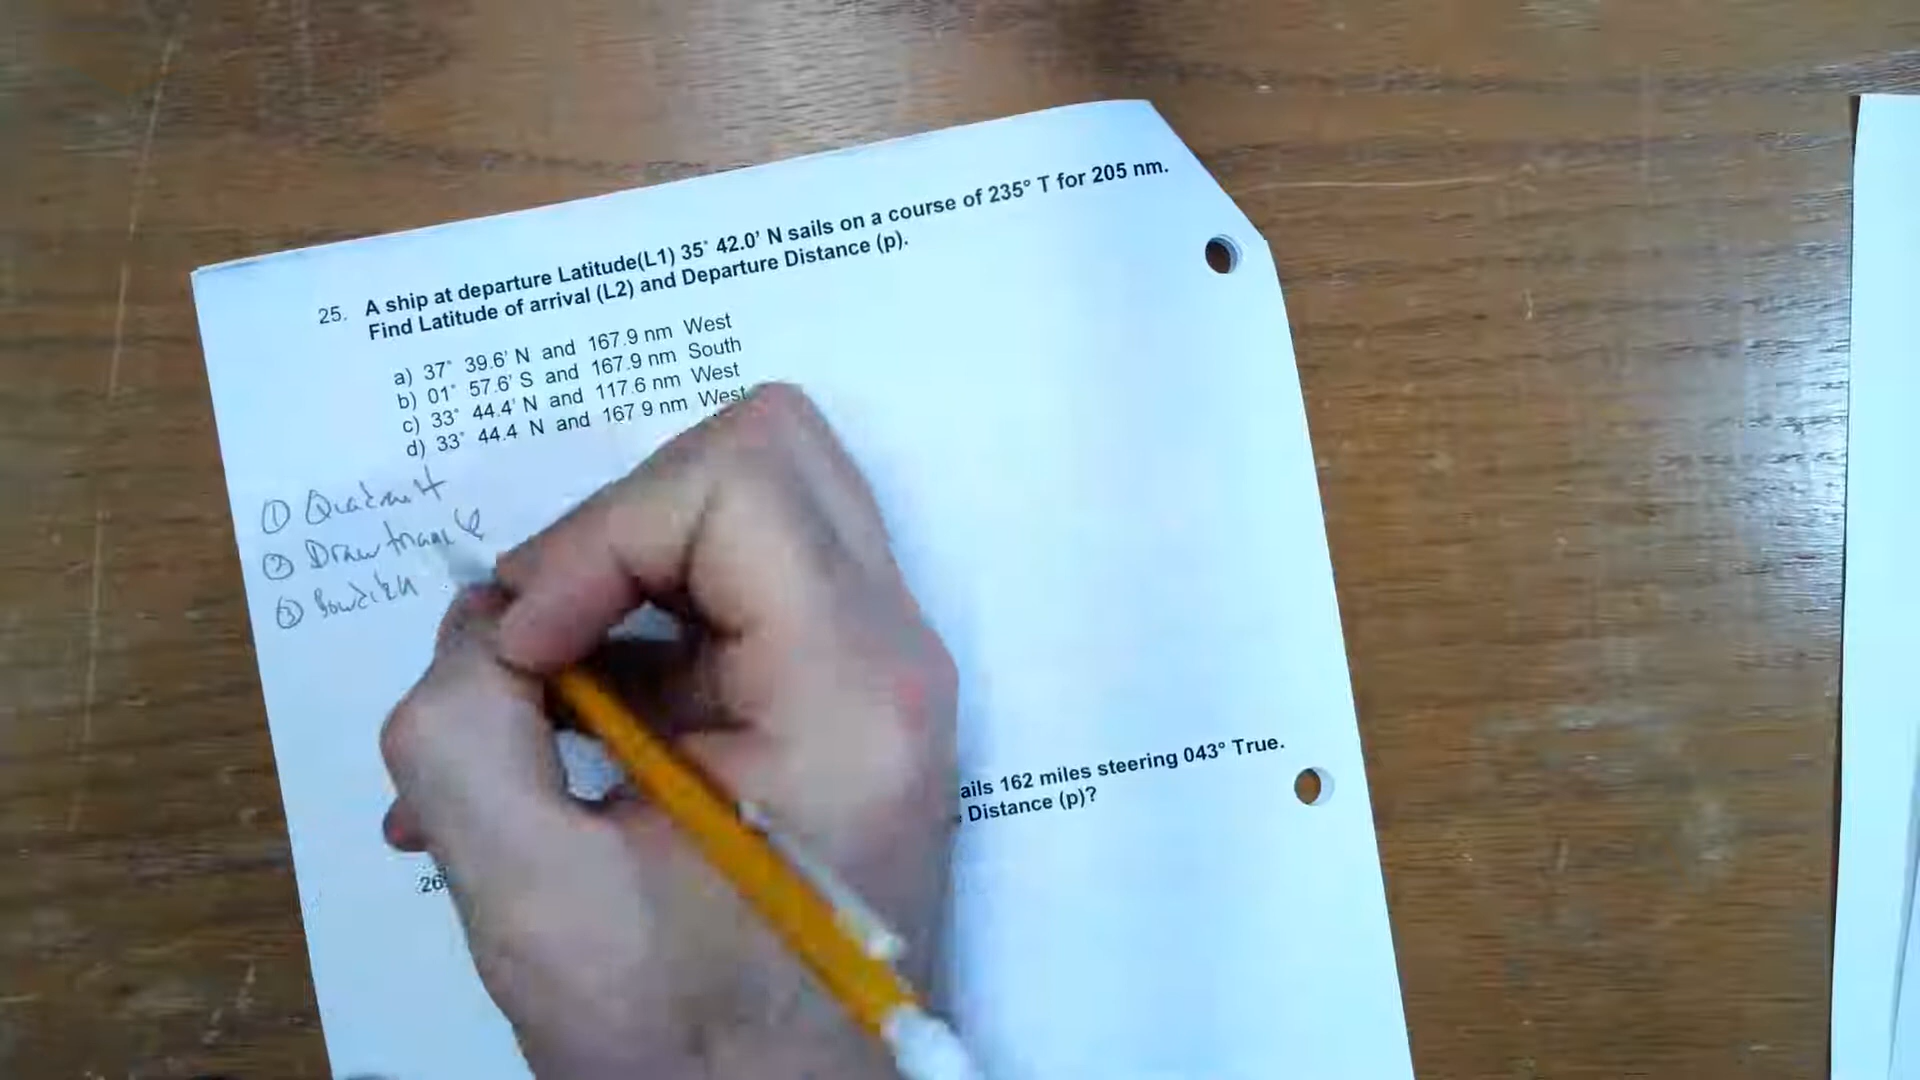 25. A ship at departure Latitude(L1) 35° 42.0' N sails on a course of 235° T for 205 nm.
Find Latitude of arrival (L2) and Departure Distance (p).
a) 37° 39.6' N and 167.9 nm West
b) 01° 57.6' S and 167.9 nm South
c) 33° 44.4' N and 117.6 nm West
d) 33° 44.4 N and 167 9 nm West
① Quadrant
② Draw triangle
③ Bowditch
ails 162 miles steering 043° True.
Distance (p)?
26